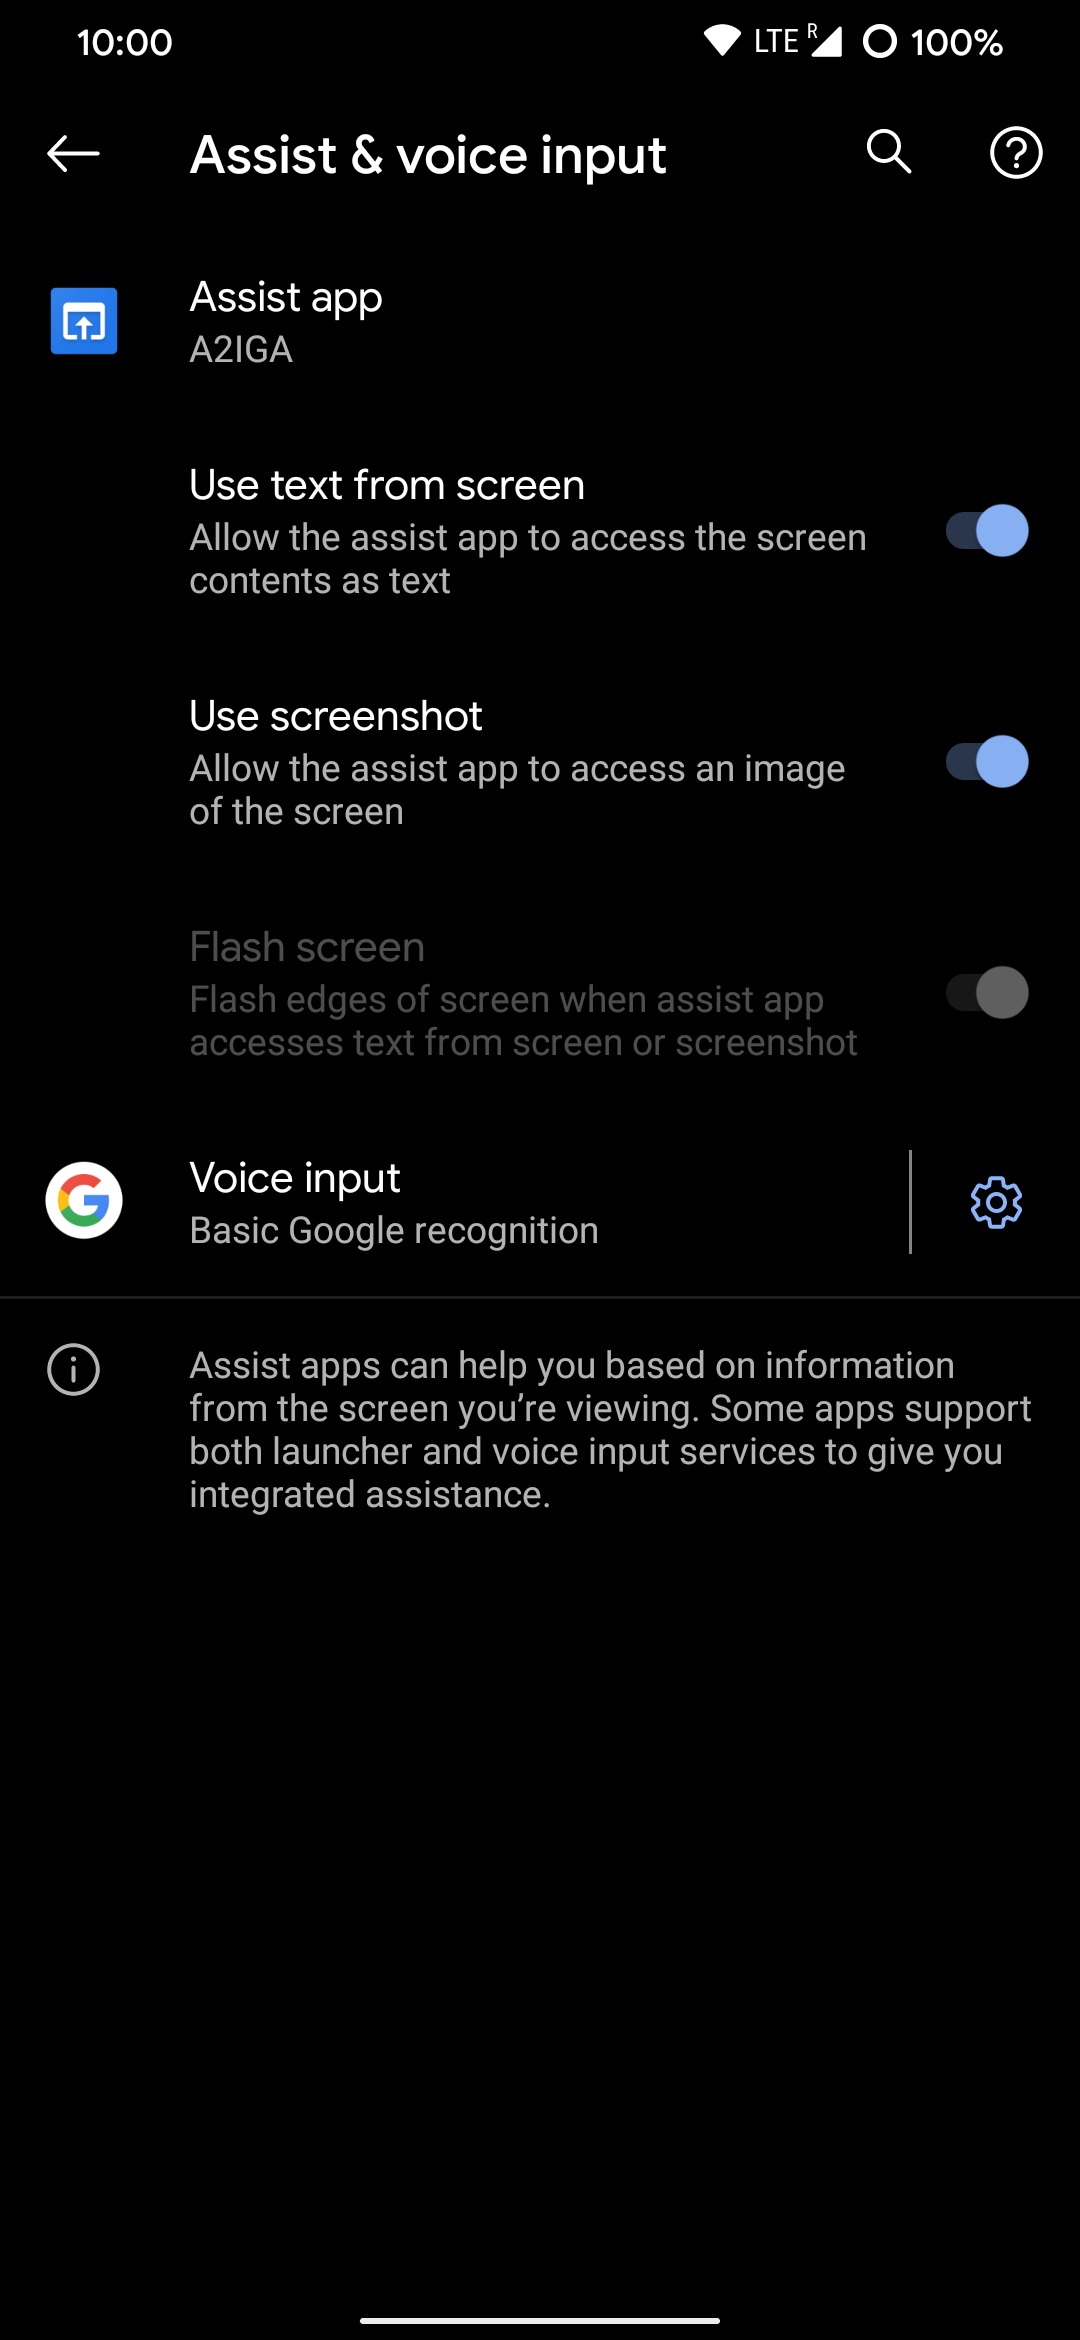 10:00
LTE R 100%
Assist & voice input
Assist app
A2IGA
Use text from screen
Allow the assist app to access the screen
contents as text
Use screenshot
Allow the assist app to access an image
of the screen
Flash screen
Flash edges of screen when assist app
accesses text from screen or screenshot
Voice input
Basic Google recognition
Assist apps can help you based on information
from the screen you’re viewing. Some apps support
both launcher and voice input services to give you
integrated assistance.